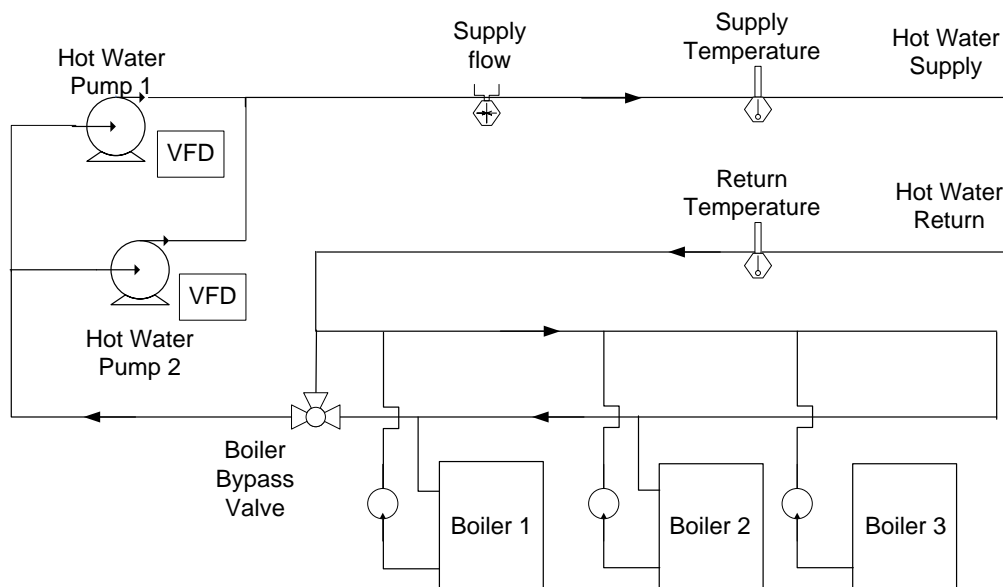 Hot Water
Pump 1
VFD
Supply
flow
Supply
Temperature
Hot Water
Supply
Return
Temperature
Hot Water
Return
VFD
Hot Water
Pump 2
Boiler
Bypass
Valve
Boiler 1
Boiler 2
Boiler 3